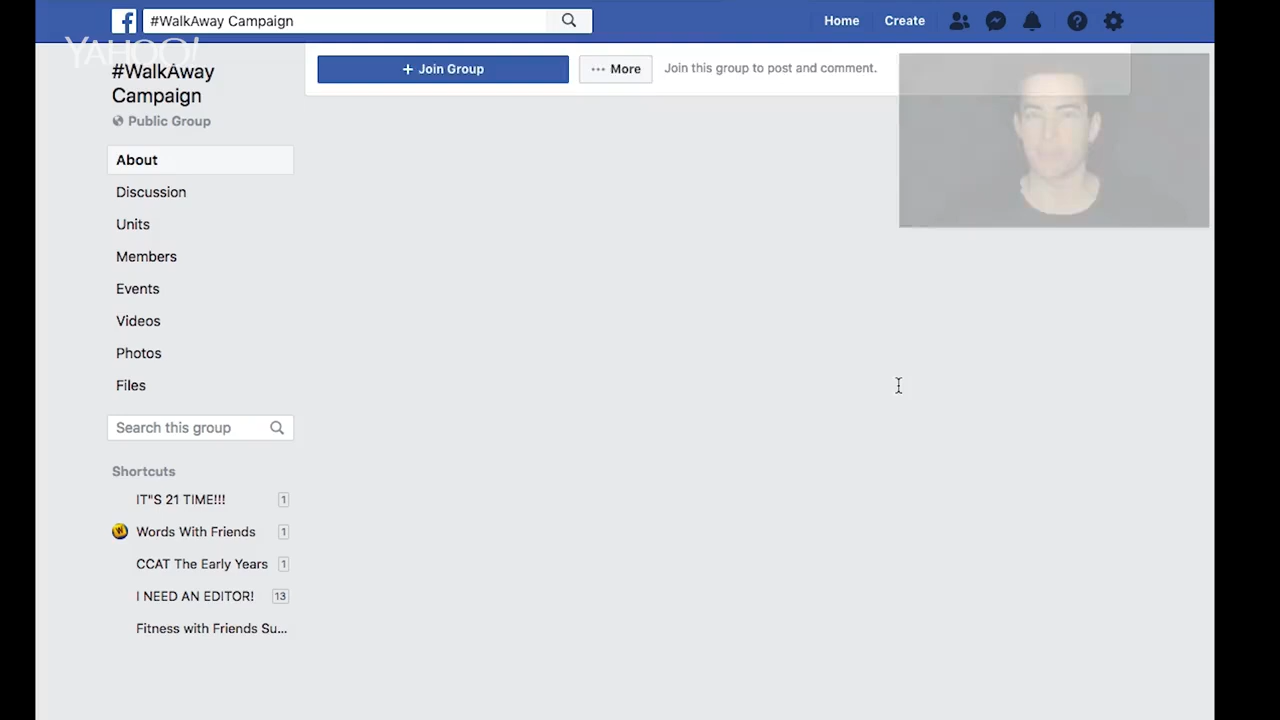 #WalkAway Campaign
Home
Create
YAHOO!
#WalkAway
Campaign
Public Group
+ Join Group
··· More
Join this group to post and comment.
About
Discussion
Units
Members
Events
Videos
Photos
Files
Search this group
Shortcuts
IT"S 21 TIME!!! 1
Words With Friends 1
CCAT The Early Years 1
I NEED AN EDITOR! 13
Fitness with Friends Su...